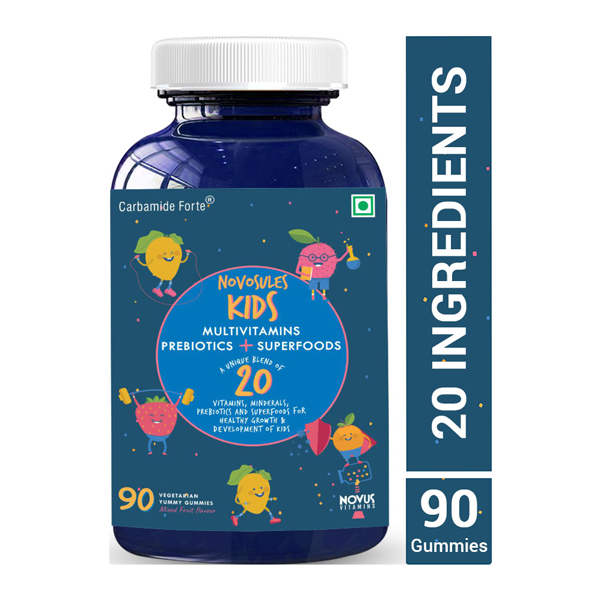 Carbamide Forte®
NOVOSULES
KIDS
MULTIVITAMINS
PREBIOTICS + SUPERFOODS
A UNIQUE BLEND OF
20
VITAMINS, MINDERALS,
PREBIOTICS AND SUPERFOODS FOR
HEALTHY GROWTH &
DEVELOPMENT OF KIDS
90 VEGETARIAN
YUMMY GUMMIES
Mixed Fruit Flavour
NOVUS
VITAMINS
20 INGREDIENTS
90
Gummies